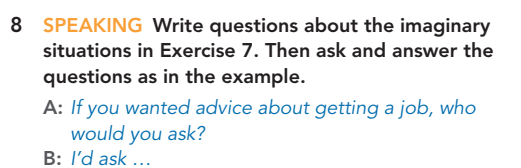 8 SPEAKING Write questions about the imaginary
situations in Exercise 7. Then ask and answer the
questions as in the example.
A: If you wanted advice about getting a job, who
would you ask?
B: I'd ask …